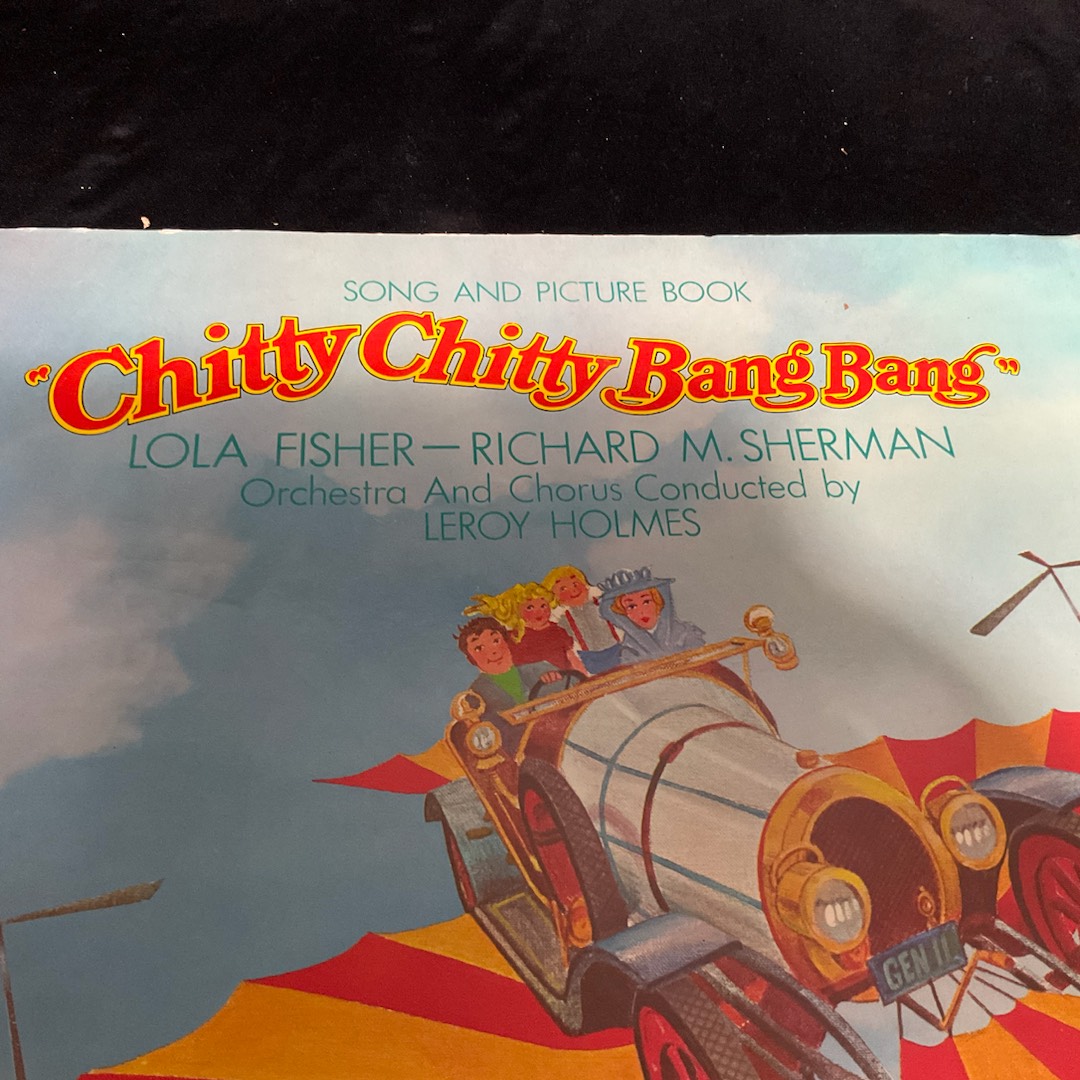 SONG AND PICTURE BOOK
"Chitty Chitty Bang Bang"
LOLA FISHER—RICHARD M. SHERMAN
Orchestra And Chorus Conducted by
LEROY HOLMES
GEN 11